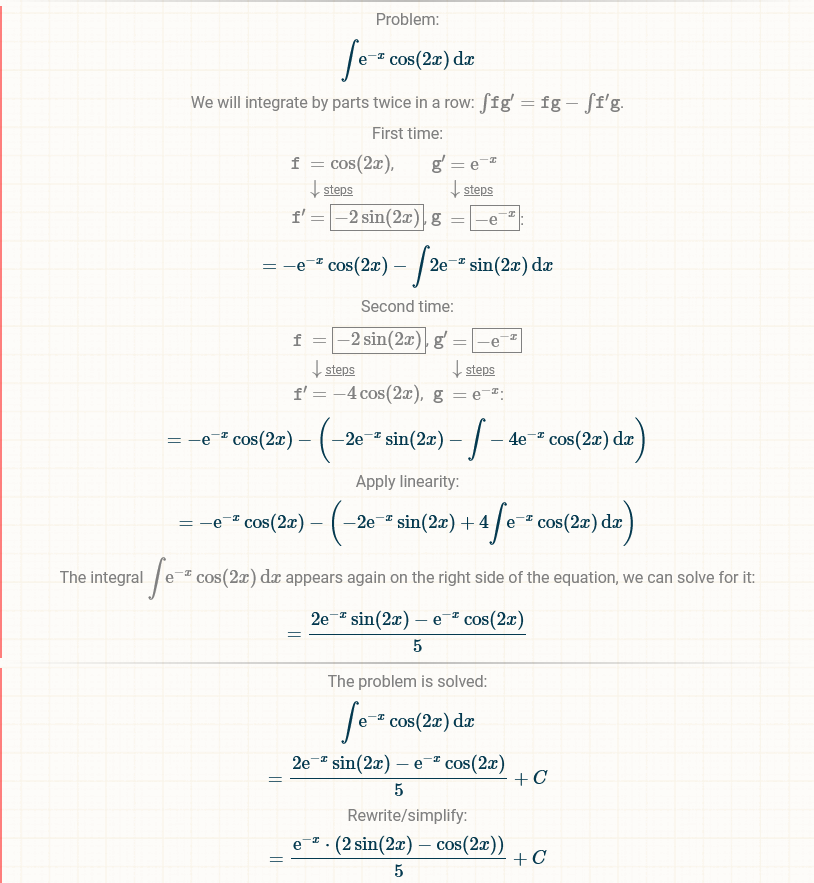 Problem:
∫e⁻ˣ cos(2x) dx
We will integrate by parts twice in a row: ∫fg′ = fg − ∫f′g.
First time:
f = cos(2x), g′ = e⁻ˣ
↓ steps ↓ steps
f′ = −2 sin(2x), g = −e⁻ˣ:
= −e⁻ˣ cos(2x) − ∫2e⁻ˣ sin(2x) dx
Second time:
f = −2 sin(2x), g′ = −e⁻ˣ
↓ steps ↓ steps
f′ = −4 cos(2x), g = e⁻ˣ:
= −e⁻ˣ cos(2x) − (−2e⁻ˣ sin(2x) − ∫ − 4e⁻ˣ cos(2x) dx)
Apply linearity:
= −e⁻ˣ cos(2x) − (−2e⁻ˣ sin(2x) + 4∫e⁻ˣ cos(2x) dx)
The integral ∫e⁻ˣ cos(2x) dx appears again on the right side of the equation, we can solve for it:
= (2e⁻ˣ sin(2x) − e⁻ˣ cos(2x))/5
The problem is solved:
∫e⁻ˣ cos(2x) dx
= (2e⁻ˣ sin(2x) − e⁻ˣ cos(2x))/5 + C
Rewrite/simplify:
= (e⁻ˣ · (2 sin(2x) − cos(2x)))/5 + C